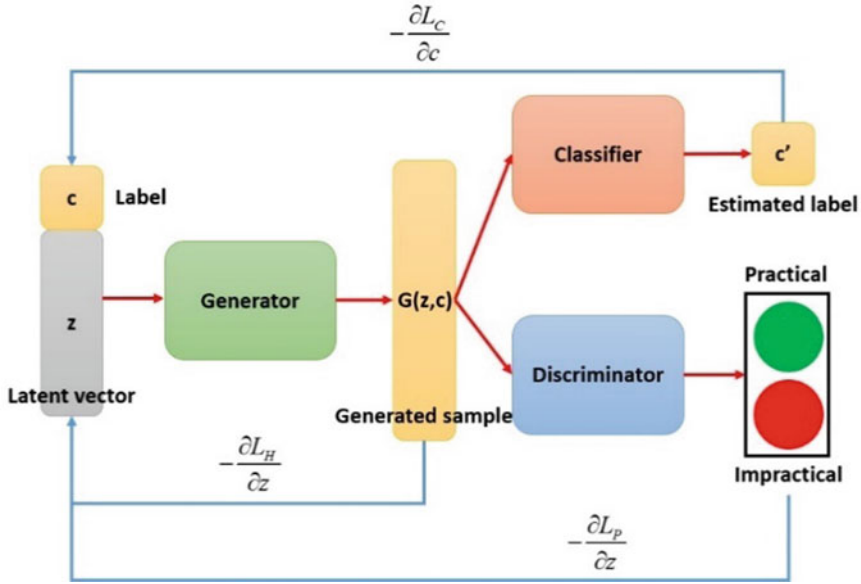 −∂L_C/∂c
c
Label
z
Latent vector
Generator
G(z,c)
Generated sample
Classifier
c’
Estimated label
Discriminator
Practical
Impractical
−∂L_H/∂z
−∂L_P/∂z